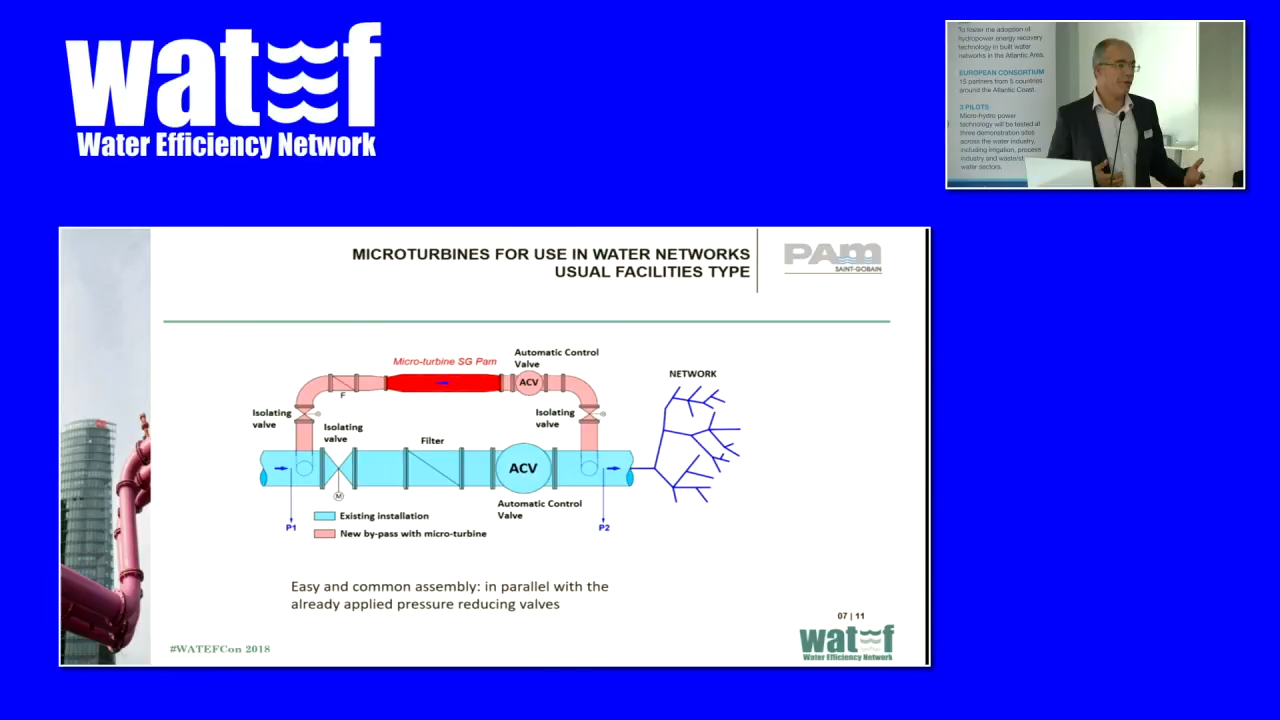 watef
Water Efficiency Network
To foster the adoption of
hydropower energy recovery
technology in built water
networks in the Atlantic Area.
EUROPEAN CONSORTIUM
15 partners from 5 countries
around the Atlantic Coast.
3 PILOTS
Micro-hydro power
technology will be tested at
three demonstration sites
across the water industry,
including irrigation, process
industry and waste/
water sectors.
MICROTURBINES FOR USE IN WATER NETWORKS
USUAL FACILITIES TYPE
PAM
SAINT-GOBAIN
Micro-turbine SG Pam
Automatic Control
Valve
ACV
F
NETWORK
Isolating
valve
Isolating
valve
Isolating
valve
Filter
ACV
M
Automatic Control
Valve
P1
P2
Existing installation
New by-pass with micro-turbine
Easy and common assembly: in parallel with the
already applied pressure reducing valves
07 | 11
#WATEFCon 2018
watef
Water Efficiency Network